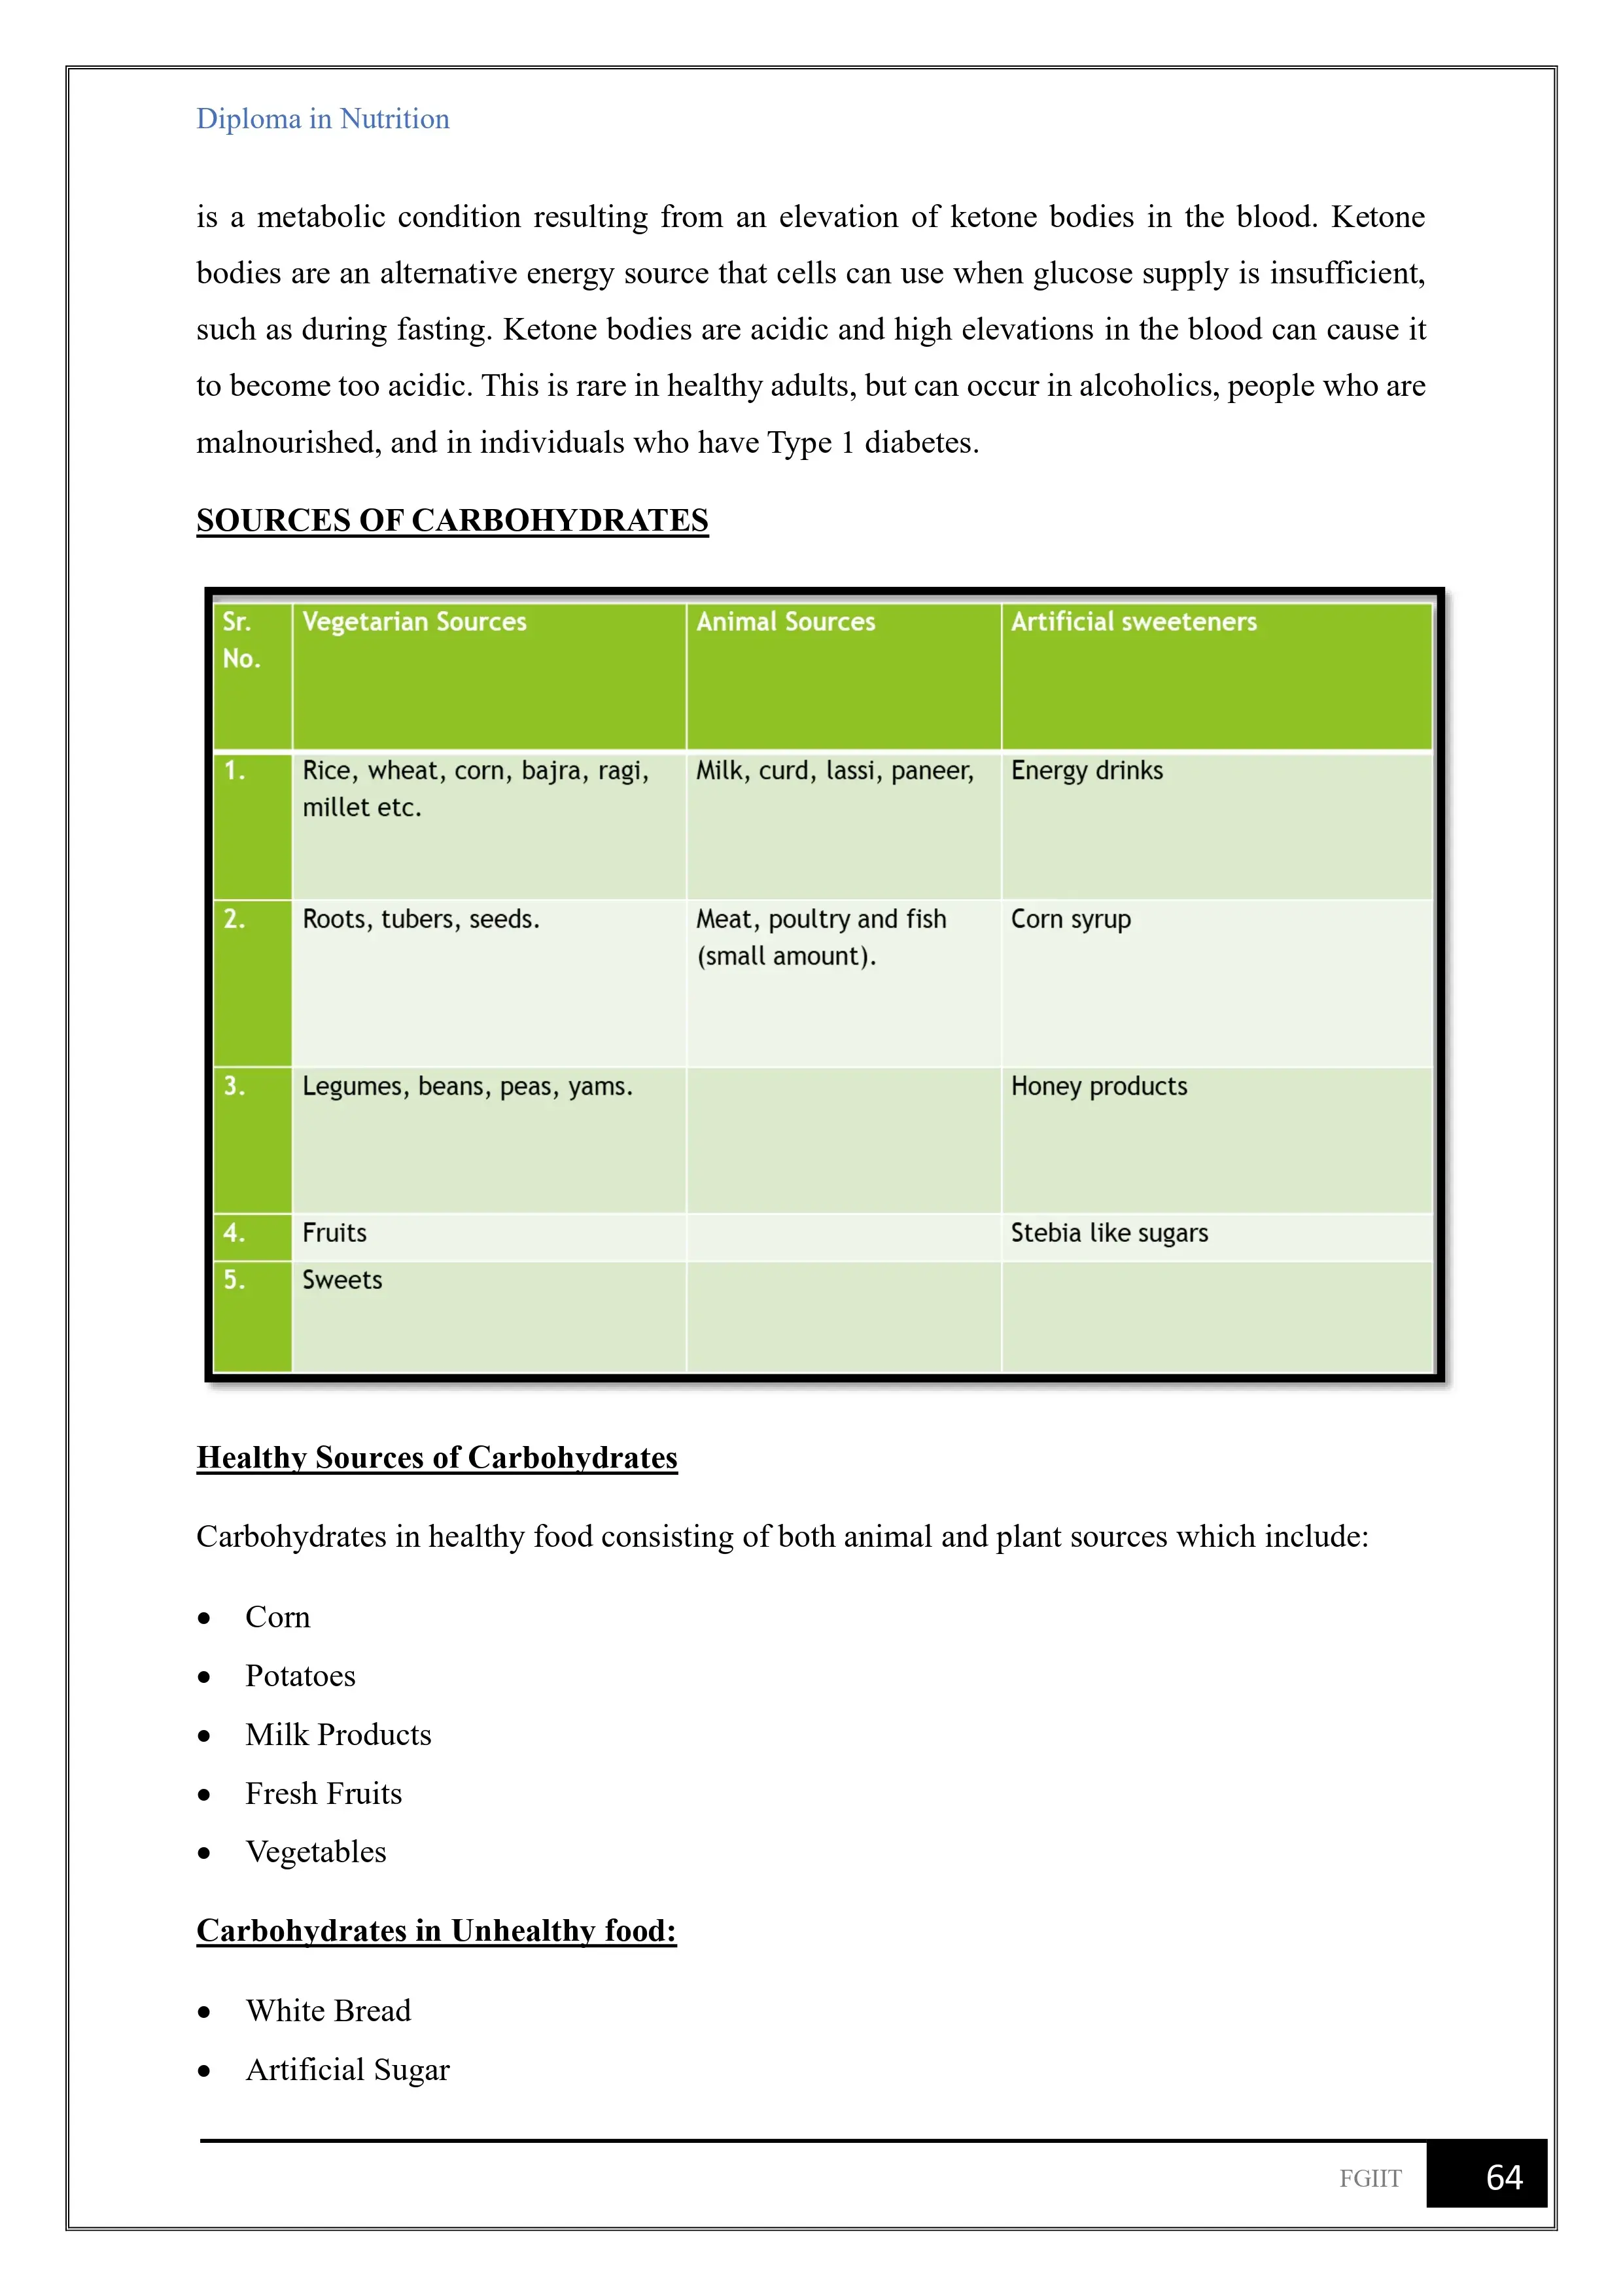 Diploma in Nutrition
is a metabolic condition resulting from an elevation of ketone bodies in the blood. Ketone
bodies are an alternative energy source that cells can use when glucose supply is insufficient,
such as during fasting. Ketone bodies are acidic and high elevations in the blood can cause it
to become too acidic. This is rare in healthy adults, but can occur in alcoholics, people who are
malnourished, and in individuals who have Type 1 diabetes.
SOURCES OF CARBOHYDRATES
Sr. No. Vegetarian Sources Animal Sources Artificial sweeteners
1. Rice, wheat, corn, bajra, ragi, millet etc. Milk, curd, lassi, paneer, Energy drinks
2. Roots, tubers, seeds. Meat, poultry and fish (small amount). Corn syrup
3. Legumes, beans, peas, yams. Honey products
4. Fruits Stebia like sugars
5. Sweets
Healthy Sources of Carbohydrates
Carbohydrates in healthy food consisting of both animal and plant sources which include:
• Corn
• Potatoes
• Milk Products
• Fresh Fruits
• Vegetables
Carbohydrates in Unhealthy food:
• White Bread
• Artificial Sugar
FGIIT 64